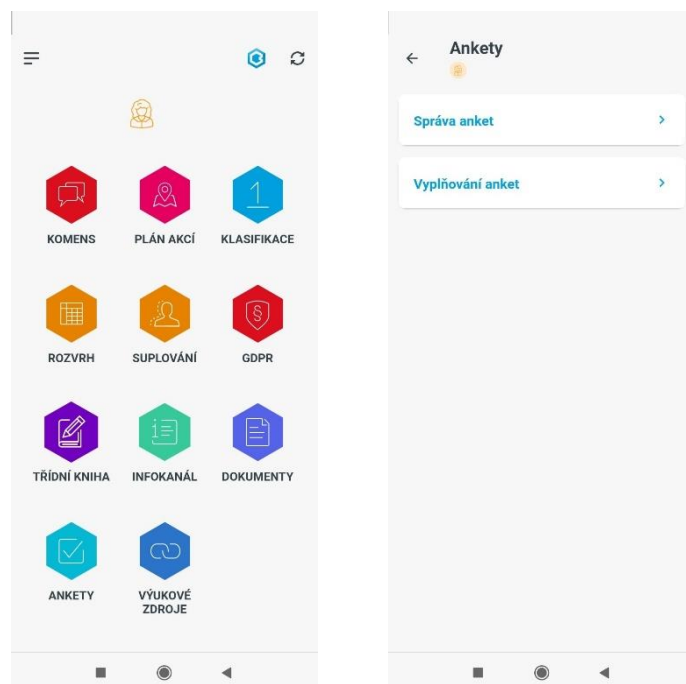 KOMENS
PLÁN AKCÍ
KLASIFIKACE
1
ROZVRH
SUPLOVÁNÍ
GDPR
§
TŘÍDNÍ KNIHA
INFOKANÁL
DOKUMENTY
ANKETY
VÝUKOVÉ
ZDROJE
Ankety
Správa anket
Vyplňování anket